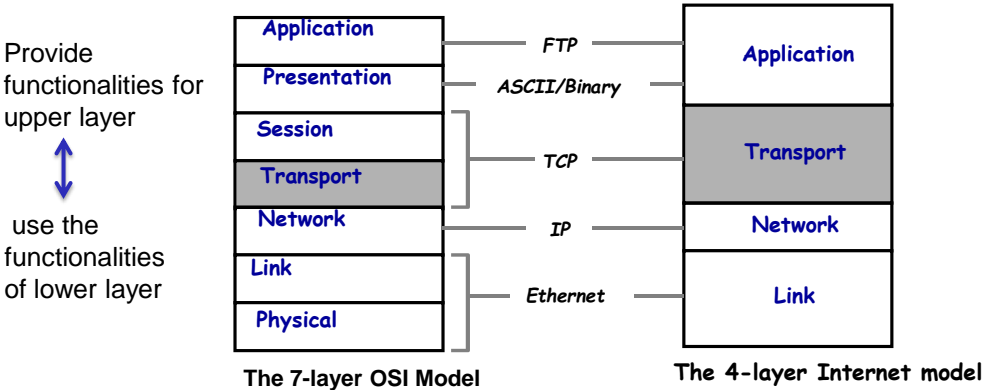 Provide
functionalities for
upper layer
use the
functionalities
of lower layer
Application
Presentation
Session
Transport
Network
Link
Physical
The 7-layer OSI Model
FTP
ASCII/Binary
TCP
IP
Ethernet
Application
Transport
Network
Link
The 4-layer Internet model